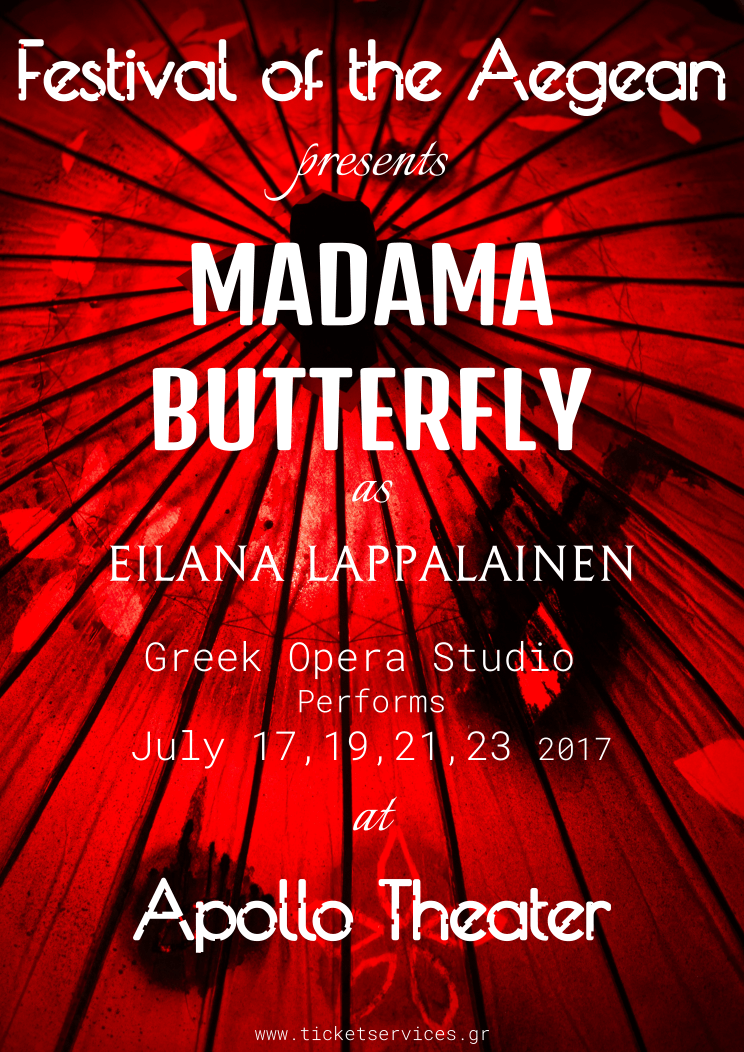 Festival of the Aegean
presents
MADAMA
BUTTERFLY
as
EILANA LAPPALAINEN
Greek Opera Studio
Performs
July 17,19,21,23 2017
at
Apollo Theater
www.ticketservices.gr